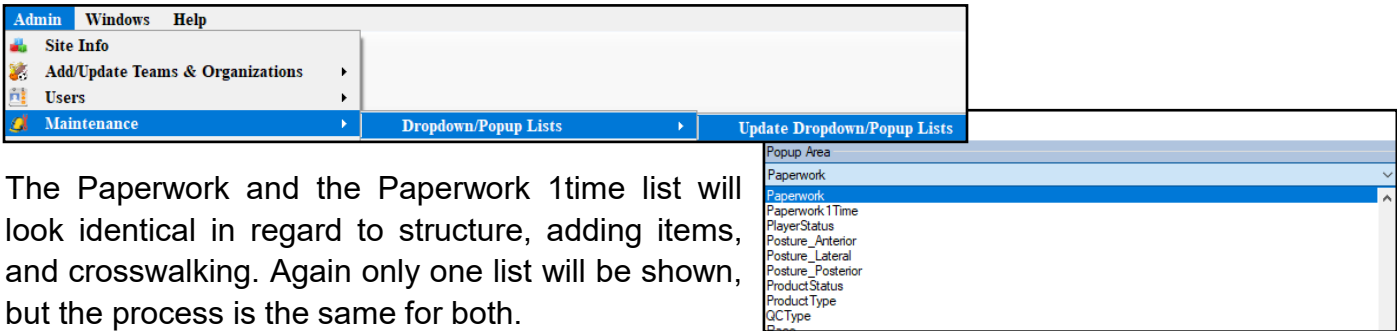 Admin Windows Help
Site Info
Add/Update Teams & Organizations
Users
Maintenance Dropdown/Popup Lists Update Dropdown/Popup Lists
The Paperwork and the Paperwork 1time list will
look identical in regard to structure, adding items,
and crosswalking. Again only one list will be shown,
but the process is the same for both.
Popup Area
Paperwork
Paperwork
Paperwork1Time
PlayerStatus
Posture_Anterior
Posture_Lateral
Posture_Posterior
ProductStatus
ProductType
QCType